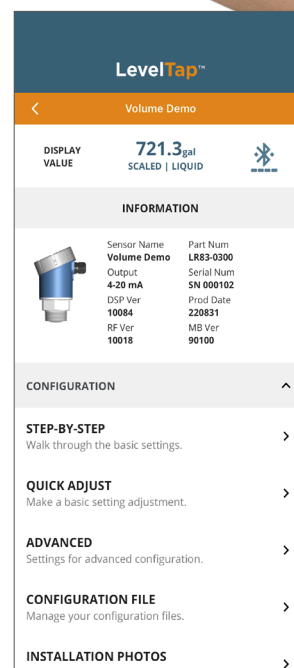 LevelTap™
Volume Demo
DISPLAY VALUE
721.3gal
SCALED | LIQUID
INFORMATION
Sensor Name
Volume Demo
Part Num
LR83-0300
Output
4-20 mA
Serial Num
SN 000102
DSP Ver
10084
Prod Date
220831
RF Ver
10018
MB Ver
90100
CONFIGURATION
STEP-BY-STEP
Walk through the basic settings.
QUICK ADJUST
Make a basic setting adjustment.
ADVANCED
Settings for advanced configuration.
CONFIGURATION FILE
Manage your configuration files.
INSTALLATION PHOTOS